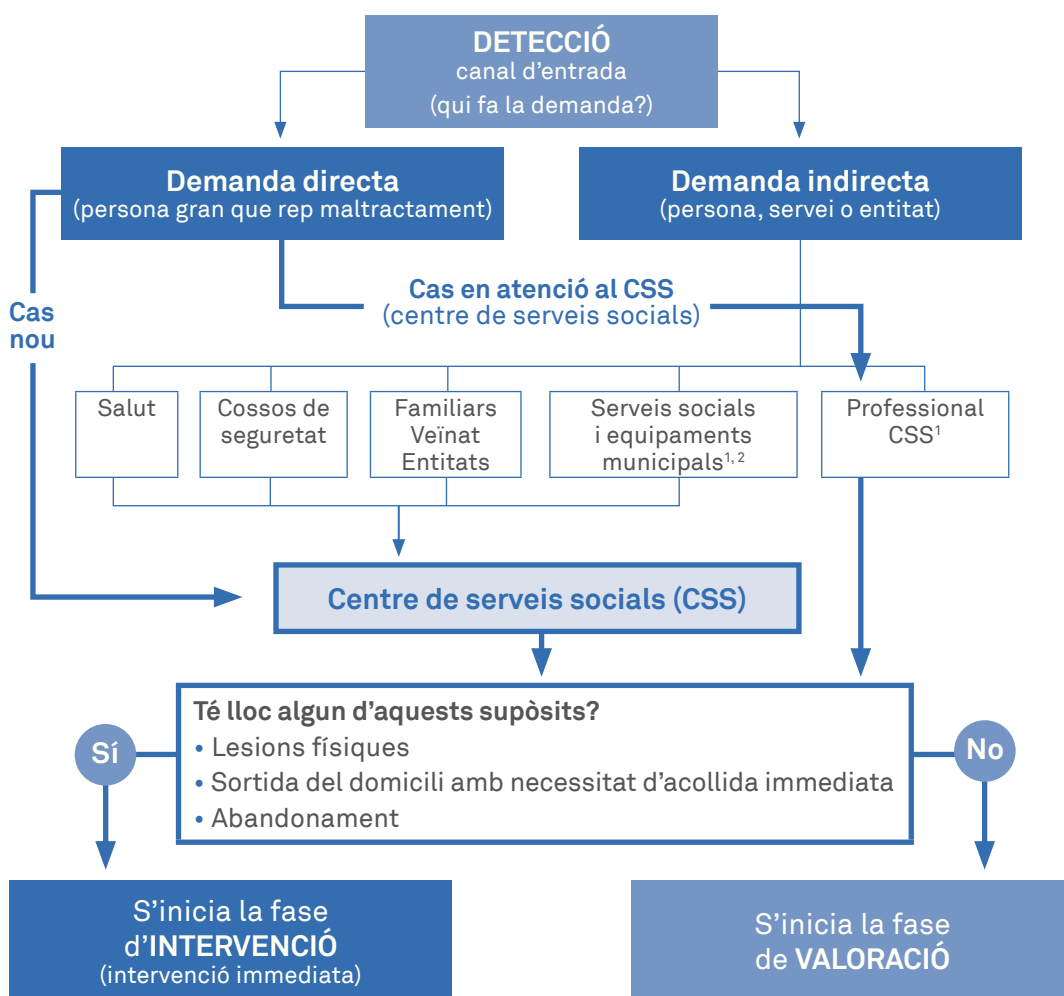 DETECCIÓ
canal d’entrada
(qui fa la demanda?)
Demanda directa
(persona gran que rep maltractament)
Demanda indirecta
(persona, servei o entitat)
Cas
nou
Cas en atenció al CSS
(centre de serveis socials)
Salut
Cossos de
seguretat
Familiars
Veïnat
Entitats
Serveis socials
i equipaments
municipals¹, ²
Professional
CSS¹
Centre de serveis socials (CSS)
Té lloc algun d’aquests supòsits?
• Lesions físiques
• Sortida del domicili amb necessitat d’acollida immediata
• Abandonament
Sí
No
S’inicia la fase
d’INTERVENCIÓ
(intervenció immediata)
S’inicia la fase
de VALORACIÓ